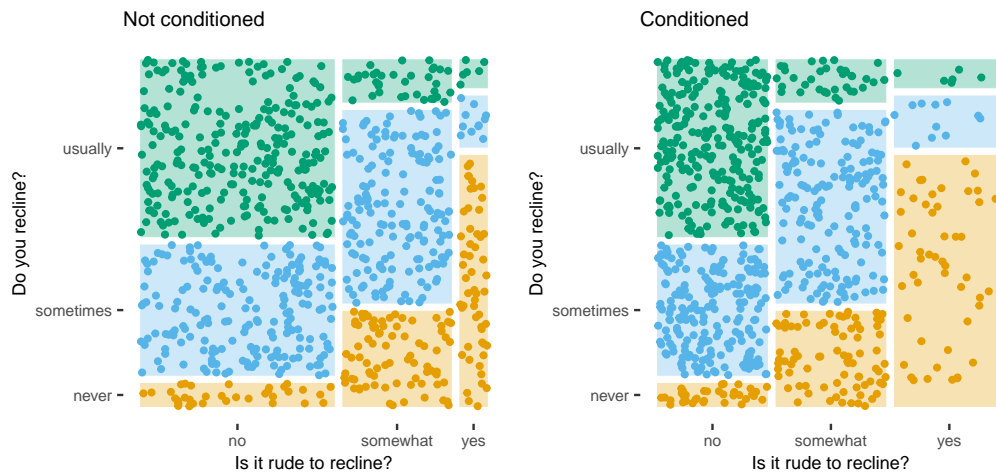 Not conditioned
Do you recline?
usually
sometimes
never
no
somewhat
yes
Is it rude to recline?
Conditioned
Do you recline?
usually
sometimes
never
no
somewhat
yes
Is it rude to recline?